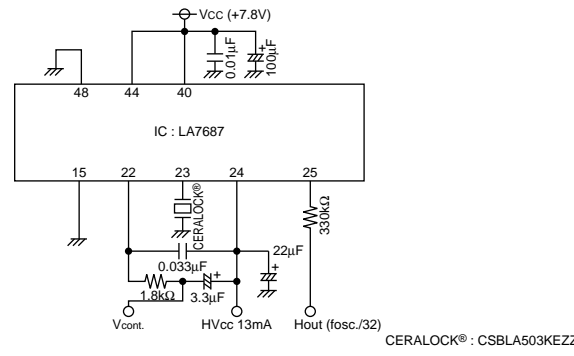 VCC (+7.8V)
0.01μF
100μF
48
44
40
IC : LA7687
15
22
23
24
25
CERALOCK®
330kΩ
0.033μF
22μF
1.8kΩ
3.3μF
Vcont.
HVcc 13mA
Hout (fosc./32)
CERALOCK® : CSBLA503KEZZ